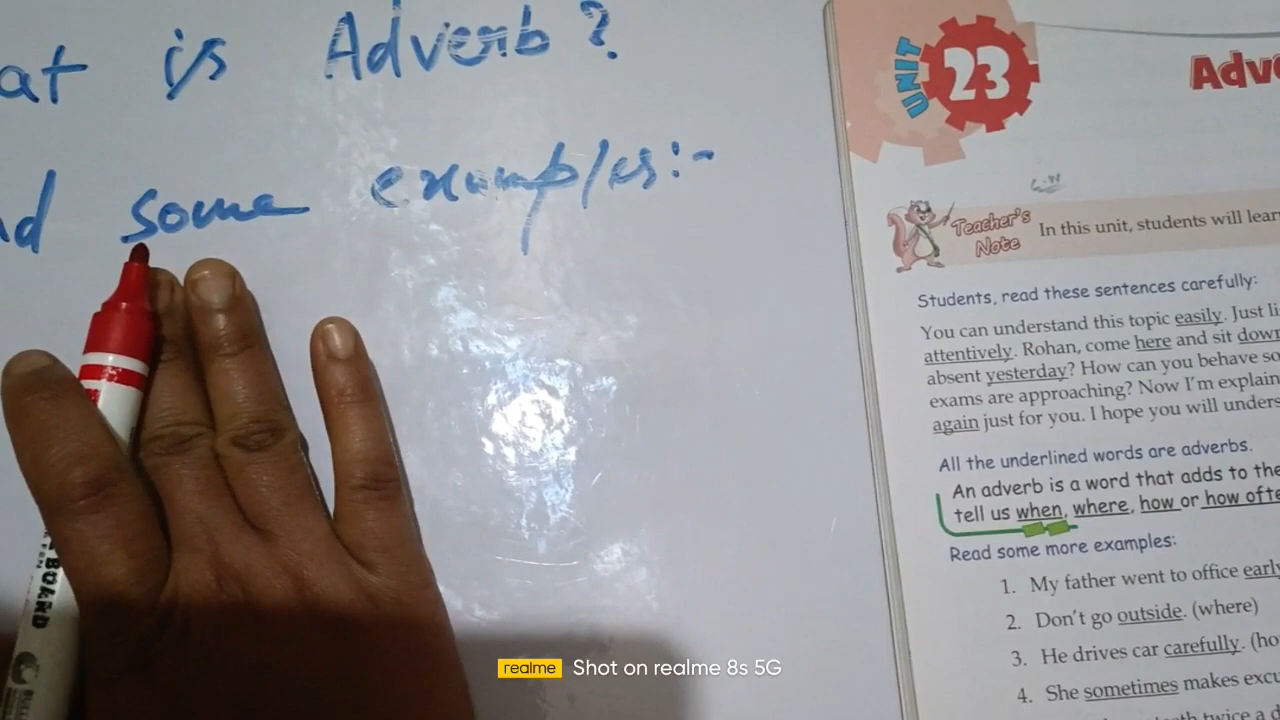 at is Adverb?
nd some examples:-
BOARD
UNIT
23
Adve
Teacher's
Note
In this unit, students will lear
Students, read these sentences carefully:
You can understand this topic easily. Just li
attentively. Rohan, come here and sit down
absent yesterday? How can you behave so
exams are approaching? Now I'm explain
again just for you. I hope you will unders
All the underlined words are adverbs.
An adverb is a word that adds to the
tell us when, where, how or how ofte
Read some more examples:
1. My father went to office early
2. Don't go outside. (where)
3. He drives car carefully. (ho
4. She sometimes makes excu
twice a d
realme Shot on realme 8s 5G